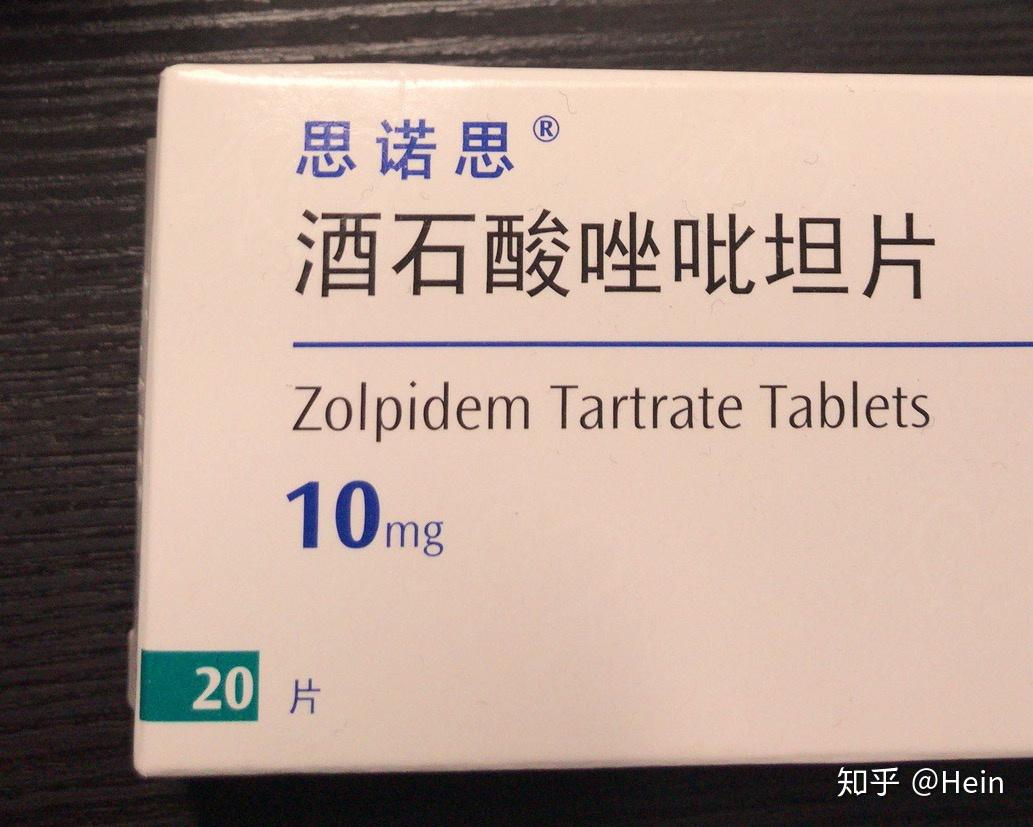 思诺思®
酒石酸唑吡坦片
Zolpidem Tartrate Tablets
10mg
20 片
知乎 @Hein